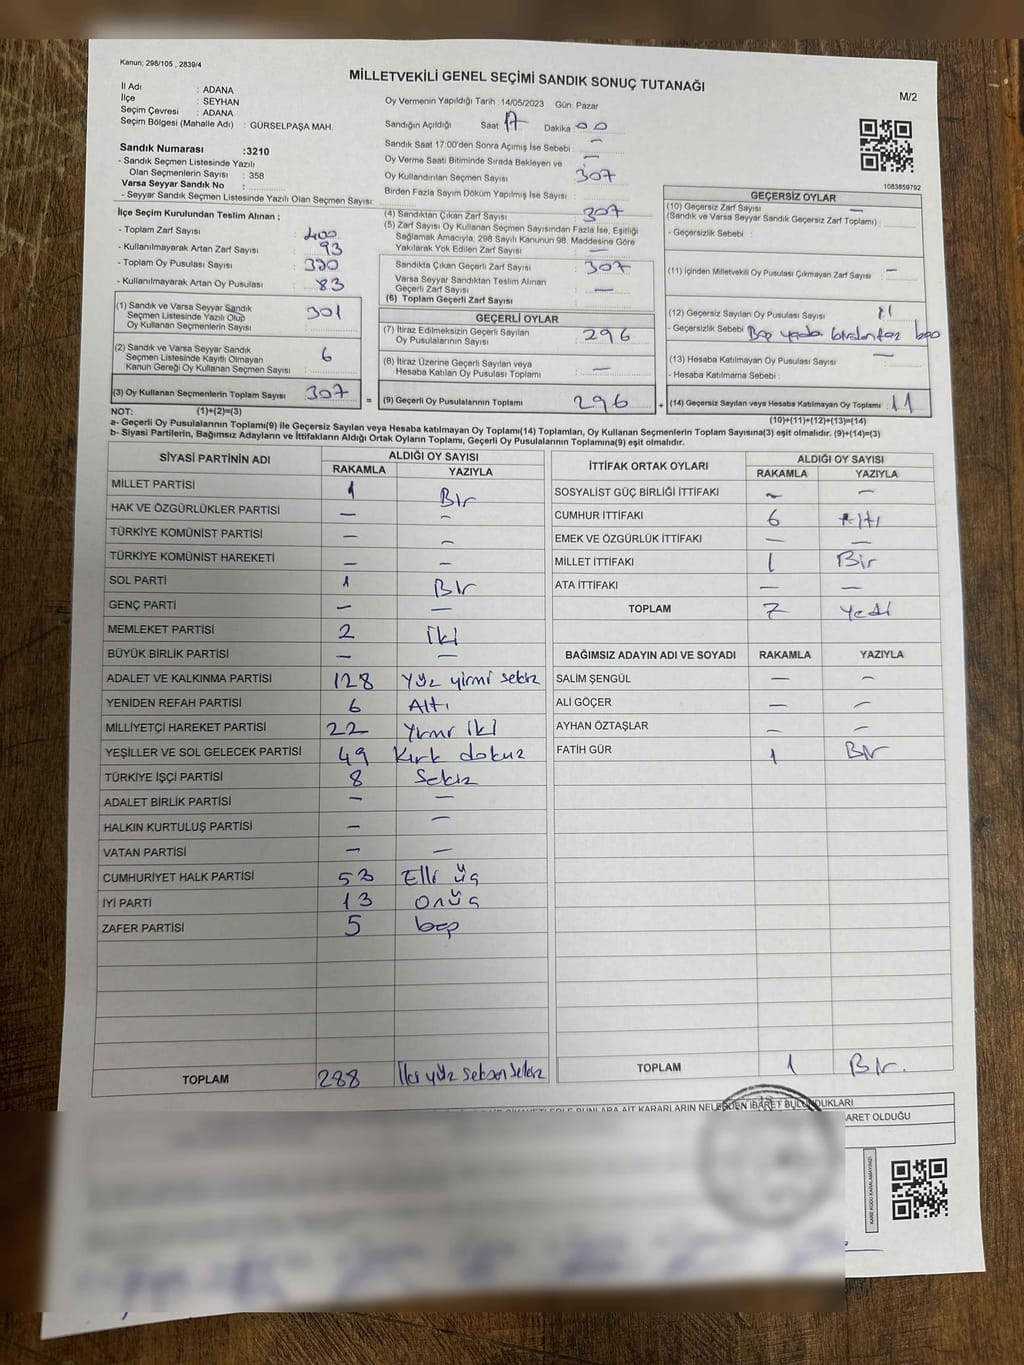 Kanun; 298/105 , 2839/4
MİLLETVEKİLİ GENEL SEÇİMİ SANDIK SONUÇ TUTANAĞI
M/2
İl Adı : ADANA
İlçe : SEYHAN
Seçim Çevresi : ADANA
Seçim Bölgesi (Mahalle Adı) : GÜRSELPAŞA MAH.
Oy Vermenin Yapıldığı Tarih :14/05/2023 Gün: Pazar
Sandığın Açıldığı Saat 17 Dakika : 00
Sandık Saat 17:00'den Sonra Açımış İse Sebebi : —
Oy Verme Saati Bitiminde Sırada Bekleyen ve
Oy Kullandırılan Seçmen Sayısı : 307
Birden Fazla Sayım Döküm Yapılmış İse Sayısı :
Sandık Numarası :3210
- Sandık Seçmen Listesinde Yazılı
Olan Seçmenlerin Sayısı : 358
Varsa Seyyar Sandık No :
- Seyyar Sandık Seçmen Listesinde Yazılı Olan Seçmen Sayısı:
1083859792
İlçe Seçim Kurulundan Teslim Alınan ;
- Toplam Zarf Sayısı : 400
- Kullanılmayarak Artan Zarf Sayısı : 93
- Toplam Oy Pusulası Sayısı : 390
- Kullanılmayarak Artan Oy Pusulası : 83
(1) Sandık ve Varsa Seyyar Sandık
Seçmen Listesinde Yazılı Olup
Oy Kullanan Seçmenlerin Sayısı : 301
(2) Sandık ve Varsa Seyyar Sandık
Seçmen Listesinde Kayıtlı Olmayan
Kanun Gereği Oy Kullanan Seçmen Sayısı : 6
(3) Oy Kullanan Seçmenlerin Toplam Sayısı : 307
(4) Sandıktan Çıkan Zarf Sayısı : 307
(5) Zarf Sayısı Oy Kullanan Seçmen Sayısından Fazla İse, Eşitliği
Sağlamak Amacıyla, 298 Sayılı Kanunun 98. Maddesine Göre
Yakılarak Yok Edilen Zarf Sayısı : —
Sandıkta Çıkan Geçerli Zarf Sayısı : 307
Varsa Seyyar Sandıktan Teslim Alınan
Geçerli Zarf Sayısı : —
(6) Toplam Geçerli Zarf Sayısı :
GEÇERLİ OYLAR
(7) İtiraz Edilmeksizin Geçerli Sayılan
Oy Pusulalarının Sayısı : 296
(8) İtiraz Üzerine Geçerli Sayılan veya
Hesaba Katılan Oy Pusulası Toplamı : —
= (9) Geçerli Oy Pusulalarının Toplamı : 296
GEÇERSİZ OYLAR
(10) Geçersiz Zarf Sayısı : —
(Sandık ve Varsa Seyyar Sandık Geçersiz Zarf Toplamı)
- Geçersizlik Sebebi :
(11) İçinden Milletvekili Oy Pusulası Çıkmayan Zarf Sayısı : —
(12) Geçersiz Sayılan Oy Pusulası Sayısı : 11
- Geçersizlik Sebebi : Boş yada birden fazla
(13) Hesaba Katılmayan Oy Pusulası Sayısı : —
- Hesaba Katılmama Sebebi :
+ (14) Geçersiz Sayılan veya Hesaba Katılmayan Oy Toplamı : 11
NOT: (1)+(2)=(3)
(10)+(11)+(12)+(13)=(14)
a- Geçerli Oy Pusulalarının Toplamı(9) ile Geçersiz Sayılan veya Hesaba katılmayan Oy Toplamı(14) Toplamları, Oy Kullanan Seçmenlerin Toplam Sayısına(3) eşit olmalıdır. (9)+(14)=(3)
b- Siyasi Partilerin, Bağımsız Adayların ve İttifakların Aldığı Ortak Oyların Toplamı, Geçerli Oy Pusulalarının Toplamına(9) eşit olmalıdır.
SİYASİ PARTİNİN ADI ALDIĞI OY SAYISI
RAKAMLA YAZIYLA
MİLLET PARTİSİ 1 Bir
HAK VE ÖZGÜRLÜKLER PARTİSİ — —
TÜRKİYE KOMÜNİST PARTİSİ — —
TÜRKİYE KOMÜNİST HAREKETİ — —
SOL PARTİ 1 Bir
GENÇ PARTİ — —
MEMLEKET PARTİSİ 2 iki
BÜYÜK BİRLİK PARTİSİ — —
ADALET VE KALKINMA PARTİSİ 128 Yüz yirmi sekiz
YENİDEN REFAH PARTİSİ 6 Altı
MİLLİYETÇİ HAREKET PARTİSİ 22 Yirmi iki
YEŞİLLER VE SOL GELECEK PARTİSİ 49 Kırk dokuz
TÜRKİYE İŞÇİ PARTİSİ 8 Sekiz
ADALET BİRLİK PARTİSİ — —
HALKIN KURTULUŞ PARTİSİ — —
VATAN PARTİSİ — —
CUMHURİYET HALK PARTİSİ 53 Elli üç
İYİ PARTİ 13 onüç
ZAFER PARTİSİ 5 beş
TOPLAM 288 İki yüz seksen sekiz
İTTİFAK ORTAK OYLARI ALDIĞI OY SAYISI
RAKAMLA YAZIYLA
SOSYALİST GÜÇ BİRLİĞİ İTTİFAKI — —
CUMHUR İTTİFAKI 6 Altı
EMEK VE ÖZGÜRLÜK İTTİFAKI — —
MİLLET İTTİFAKI 1 Bir
ATA İTTİFAKI — —
TOPLAM 7 Yedi
BAĞIMSIZ ADAYIN ADI VE SOYADI RAKAMLA YAZIYLA
SALİM ŞENGÜL — —
ALİ GÖÇER — —
AYHAN ÖZTAŞLAR — —
FATİH GÜR 1 Bir
TOPLAM 1 Bir.
BUNLARA AİT KARARLARIN NELERDEN İBARET BULUNDUKLARI
ARET OLDUĞU
KARE KODU KARALAMAYINIZ!